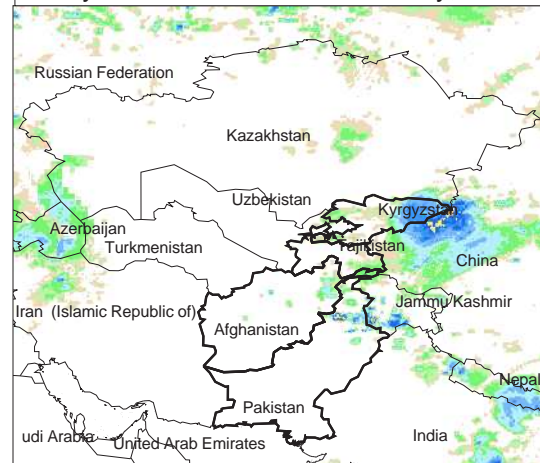 Russian Federation
Kazakhstan
Uzbekistan
Kyrgyzstan
Azerbaijan
Turkmenistan
Tajikistan
China
Iran (Islamic Republic of)
Jammu Kashmir
Afghanistan
Nepal
Pakistan
udi Arabia
United Arab Emirates
India